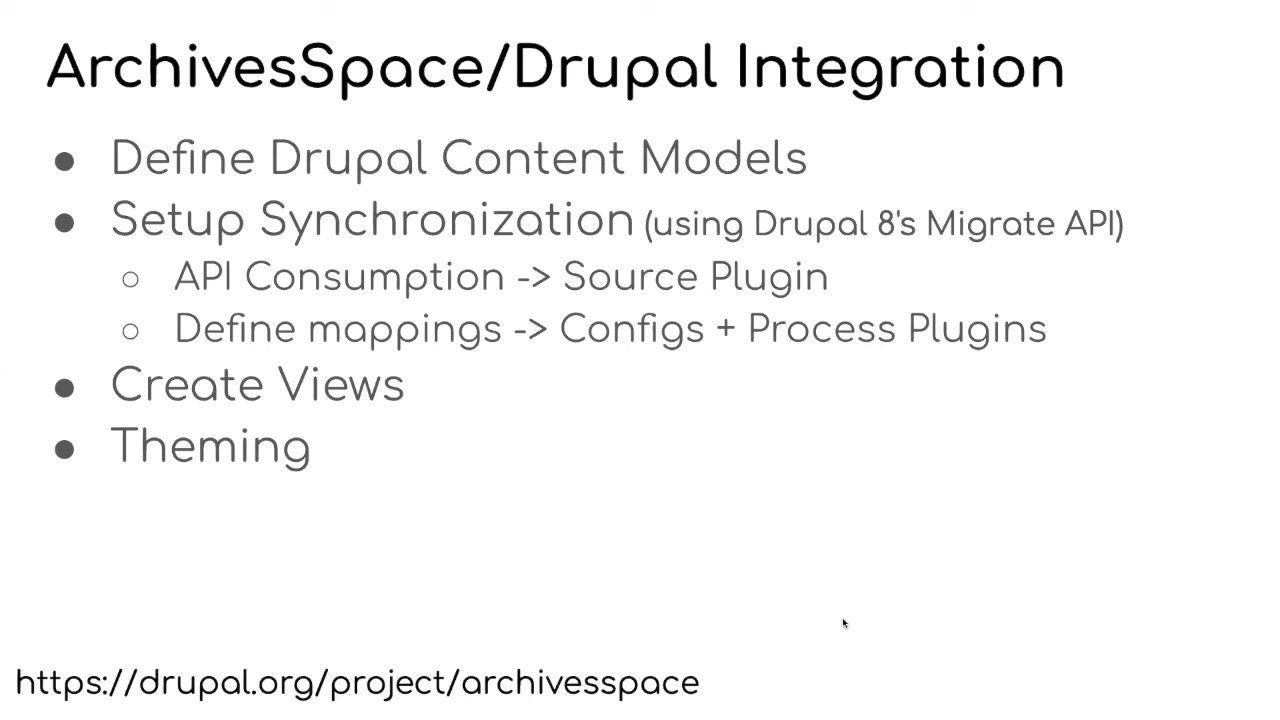 ArchivesSpace/Drupal Integration
● Define Drupal Content Models
● Setup Synchronization (using Drupal 8's Migrate API)
○ API Consumption -> Source Plugin
○ Define mappings -> Configs + Process Plugins
● Create Views
● Theming
https://drupal.org/project/archivesspace